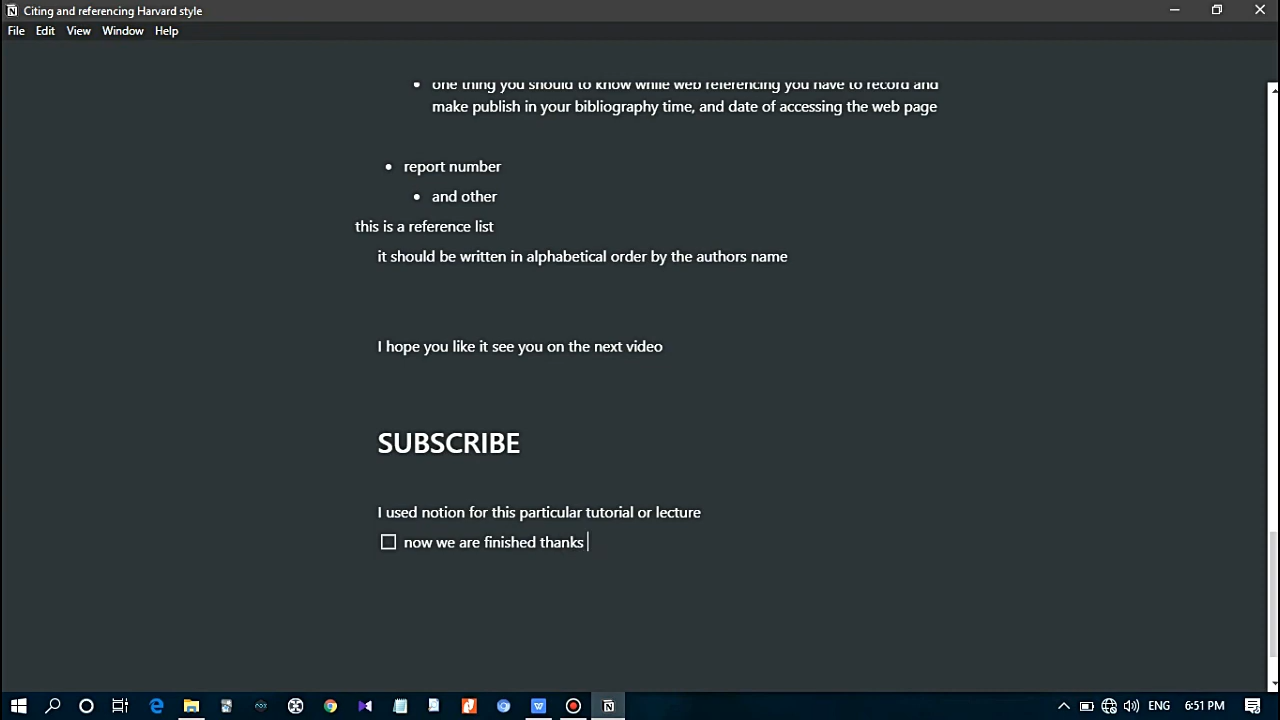 Citing and referencing Harvard style
File Edit View Window Help
one thing you should to know while web referencing you have to record and
make publish in your bibliography time, and date of accessing the web page
report number
and other
this is a reference list
it should be written in alphabetical order by the authors name
I hope you like it see you on the next video
SUBSCRIBE
I used notion for this particular tutorial or lecture
now we are finished thanks
ENG 6:51 PM